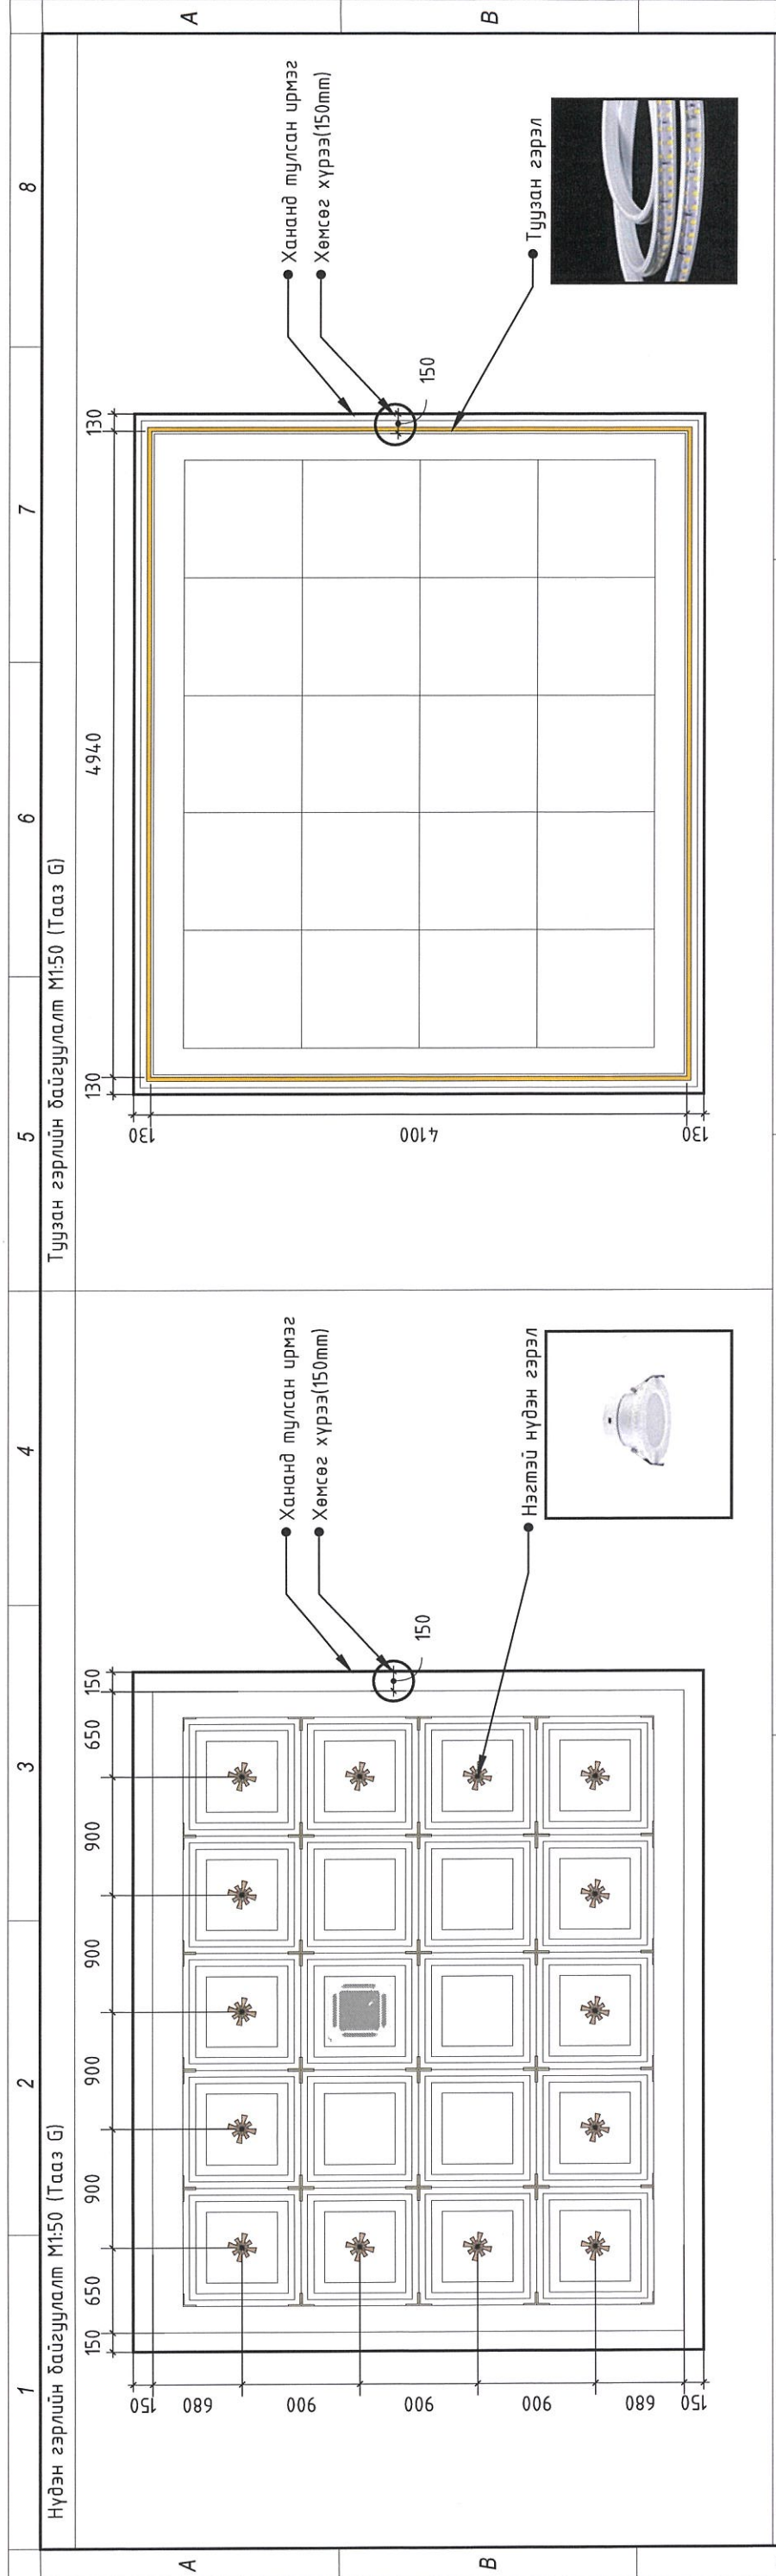 1 2 3 4 5 6 7 8
Нүдэн гэрлийн байгуулалт М1:50 (Тааз G)
150 650 900 900 900 900 650 150
150 680 900 900 900 680 150
150
Хананд тулсан ирмэг
Хөмсөг хүрээ(150mm)
Нэгтэй нүдэн гэрэл
Туузан гэрлийн байгуулалт М1:50 (Тааз G)
130 4940 130
130 4100 130
150
Хананд тулсан ирмэг
Хөмсөг хүрээ(150mm)
Туузан гэрэл
A
B
A
B